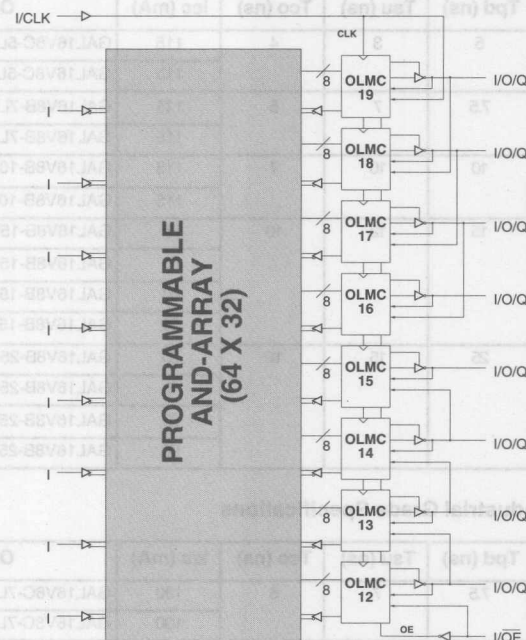 I/CLK
CLK
8
OLMC
19
I/O/Q
I
8
OLMC
18
I/O/Q
I
8
OLMC
17
I/O/Q
I
8
OLMC
16
I/O/Q
I
PROGRAMMABLE
AND-ARRAY
(64 X 32)
8
OLMC
15
I/O/Q
I
8
OLMC
14
I/O/Q
I
8
OLMC
13
I/O/Q
I
8
OLMC
12
I/O/Q
I
OE
I/OE